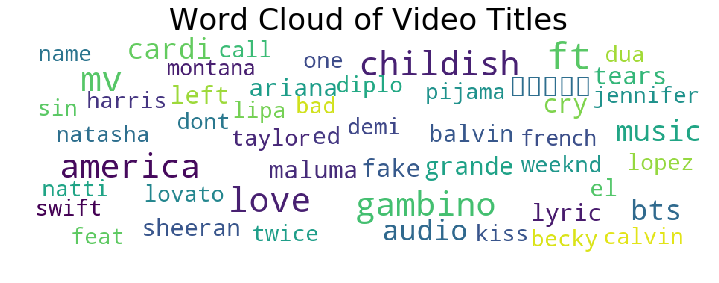 Word Cloud of Video Titles
name cardi call one childish ft dua
mv montana tears
harris left ariana diplo pijama jennifer
sin lipa bad cry
natasha dont taylor ed demi balvin french music
america maluma fake grande weeknd lopez
natti lovato love el
swift gambino lyric bts
feat sheeran twice audio kiss becky calvin